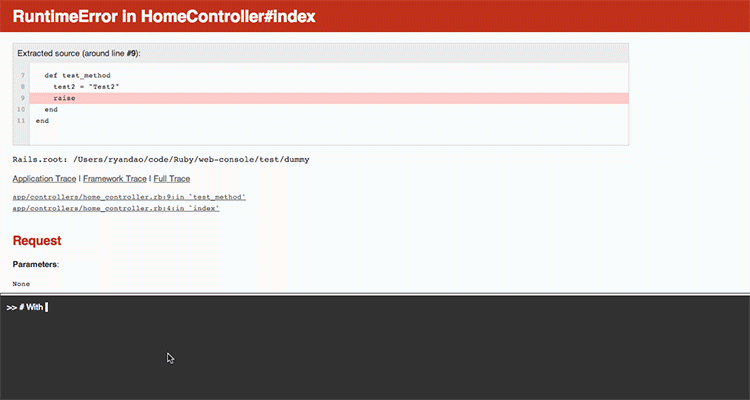 RuntimeError in HomeController#index
Extracted source (around line #9):
7 def test_method
8 test2 = "Test2"
9 raise
10 end
11 end
Rails.root: /Users/ryandao/code/Ruby/web-console/test/dummy
Application Trace | Framework Trace | Full Trace
app/controllers/home_controller.rb:9:in `test_method'
app/controllers/home_controller.rb:4:in `index'
Request
Parameters:
None
>> # With